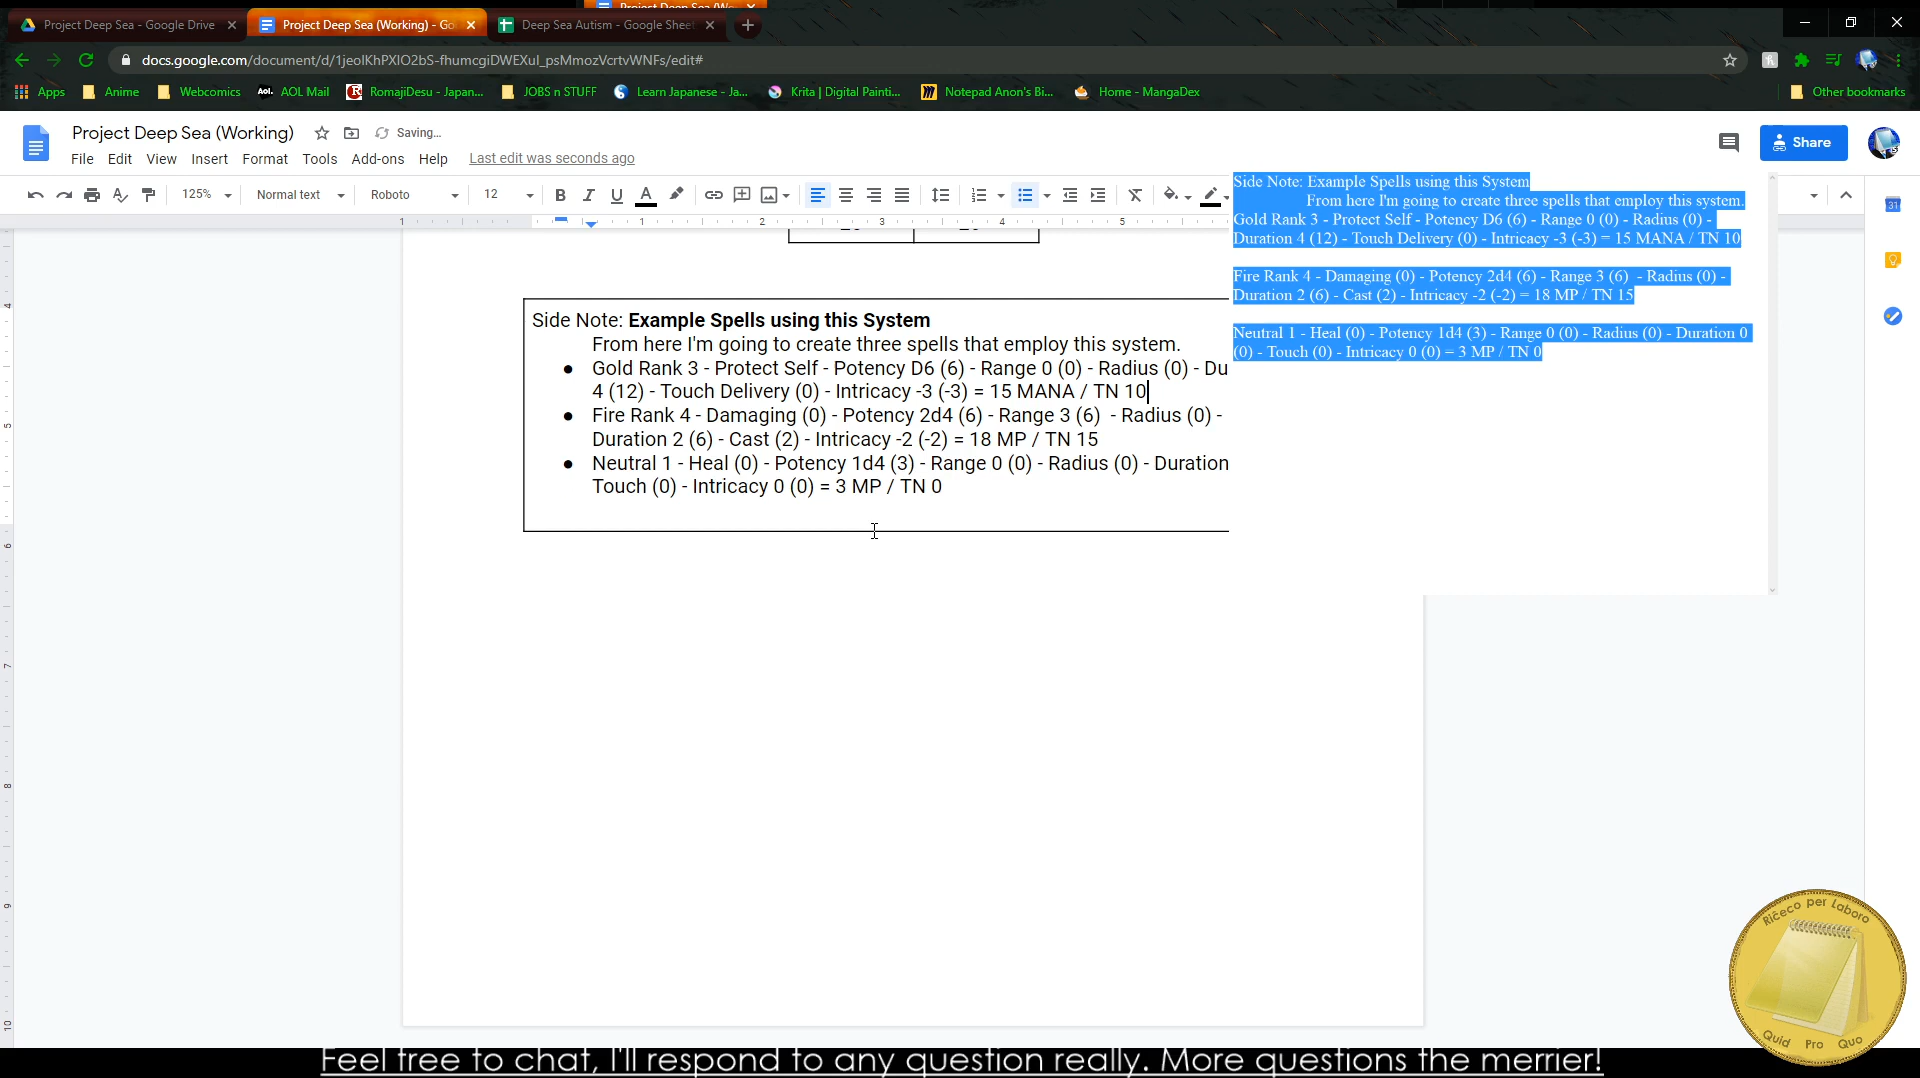 Project Deep Sea (W
Project Deep Sea - Google Drive
Project Deep Sea (Working) - Go
Deep Sea Autism - Google Sheet
docs.google.com/document/d/1jeolKhPXIO2bS-fhumcgiDWEXul_psMmozVcrtvWNFs/edit#
Apps Anime Webcomics AOL Mail RomajiDesu - Japan... JOBS n STUFF Learn Japanese - Ja... Krita | Digital Painti... Notepad Anon's Bi... Home - MangaDex Other bookmarks
Project Deep Sea (Working) Saving...
File Edit View Insert Format Tools Add-ons Help Last edit was seconds ago
Share
125% Normal text Roboto 12
Side Note: Example Spells using this System
From here I'm going to create three spells that employ this system.
Gold Rank 3 - Protect Self - Potency D6 (6) - Range 0 (0) - Radius (0) - Du
4 (12) - Touch Delivery (0) - Intricacy -3 (-3) = 15 MANA / TN 10
Fire Rank 4 - Damaging (0) - Potency 2d4 (6) - Range 3 (6)  - Radius (0) -
Duration 2 (6) - Cast (2) - Intricacy -2 (-2) = 18 MP / TN 15
Neutral 1 - Heal (0) - Potency 1d4 (3) - Range 0 (0) - Radius (0) - Duration
Touch (0) - Intricacy 0 (0) = 3 MP / TN 0
Side Note: Example Spells using this System
From here I'm going to create three spells that employ this system.
Gold Rank 3 - Protect Self - Potency D6 (6) - Range 0 (0) - Radius (0) -
Duration 4 (12) - Touch Delivery (0) - Intricacy -3 (-3) = 15 MANA / TN 10
Fire Rank 4 - Damaging (0) - Potency 2d4 (6) - Range 3 (6)  - Radius (0) -
Duration 2 (6) - Cast (2) - Intricacy -2 (-2) = 18 MP / TN 15
Neutral 1 - Heal (0) - Potency 1d4 (3) - Range 0 (0) - Radius (0) - Duration 0
(0) - Touch (0) - Intricacy 0 (0) = 3 MP / TN 0
Riceco per Laboro
Quid Pro Quo
Feel free to chat, I'll respond to any question really. More questions the merrier!